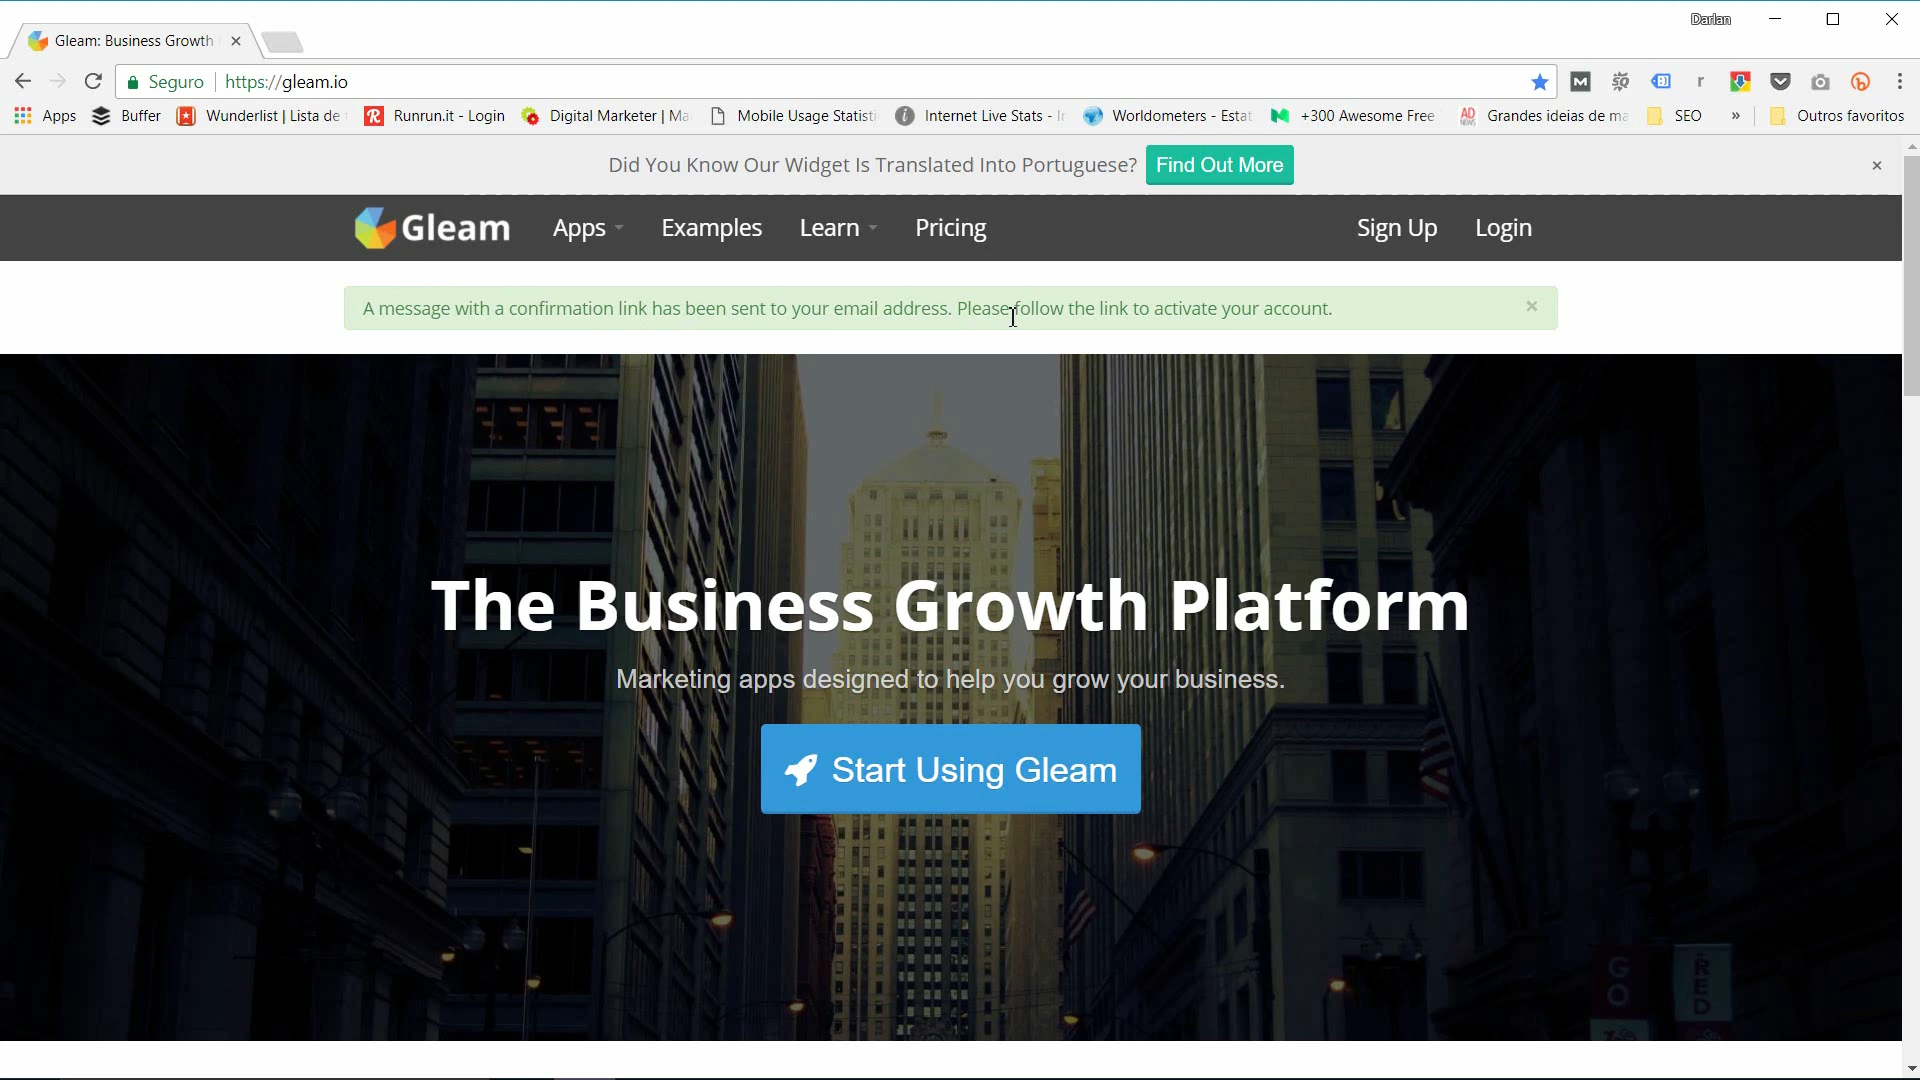 Darlan
Gleam: Business Growth
Seguro https://gleam.io
Apps Buffer Wunderlist | Lista de Runrun.it - Login Digital Marketer | Ma Mobile Usage Statisti Internet Live Stats - Worldometers - Estat +300 Awesome Free Grandes ideias de ma SEO » Outros favoritos
Did You Know Our Widget Is Translated Into Portuguese? Find Out More
Gleam Apps Examples Learn Pricing Sign Up Login
A message with a confirmation link has been sent to your email address. Please follow the link to activate your account.
The Business Growth Platform
Marketing apps designed to help you grow your business.
Start Using Gleam
GO
RED